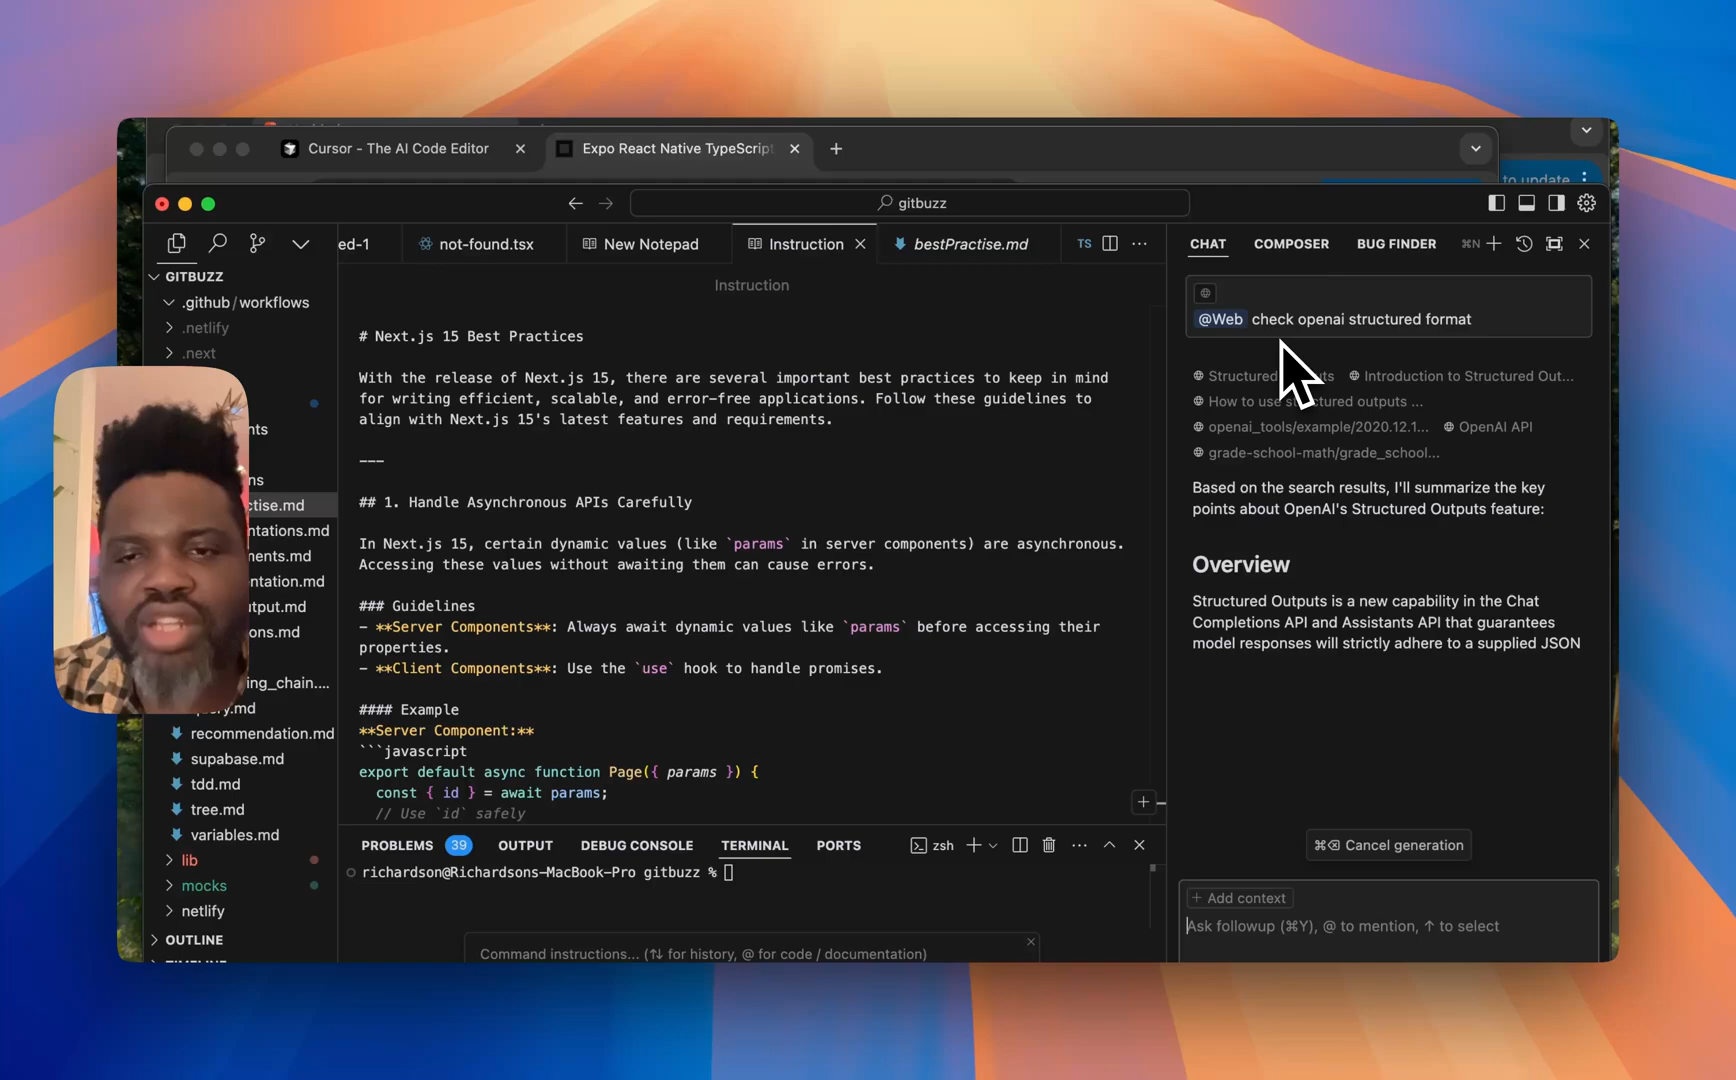 Cursor - The AI Code Editor
Expo React Native TypeScript
to update
gitbuzz
ed-1
not-found.tsx
New Notepad
Instruction
bestPractise.md
TS
CHAT
COMPOSER
BUG FINDER
⌘N
GITBUZZ
.github/workflows
.netlify
.next
nts
ns
ctise.md
ntations.md
nents.md
entation.md
utput.md
ons.md
ing_chain....
query.md
recommendation.md
supabase.md
tdd.md
tree.md
variables.md
lib
mocks
netlify
OUTLINE
TIMELINE
Instruction
# Next.js 15 Best Practices
With the release of Next.js 15, there are several important best practices to keep in mind
for writing efficient, scalable, and error-free applications. Follow these guidelines to
align with Next.js 15's latest features and requirements.
---
## 1. Handle Asynchronous APIs Carefully
In Next.js 15, certain dynamic values (like `params` in server components) are asynchronous.
Accessing these values without awaiting them can cause errors.
### Guidelines
- **Server Components**: Always await dynamic values like `params` before accessing their
properties.
- **Client Components**: Use the `use` hook to handle promises.
#### Example
**Server Component:**
```javascript
export default async function Page({ params }) {
const { id } = await params;
// Use `id` safely
PROBLEMS 39 OUTPUT DEBUG CONSOLE TERMINAL PORTS
zsh
richardson@Richardsons-MacBook-Pro gitbuzz %
Command instructions... (↑↓ for history, @ for code / documentation)
@Web check openai structured format
Structured Outputs Introduction to Structured Out...
How to use structured outputs ...
openai_tools/example/2020.12.1... OpenAI API
grade-school-math/grade_school...
Based on the search results, I'll summarize the key
points about OpenAI's Structured Outputs feature:
Overview
Structured Outputs is a new capability in the Chat
Completions API and Assistants API that guarantees
model responses will strictly adhere to a supplied JSON
⌘⌫ Cancel generation
+ Add context
Ask followup (⌘Y), @ to mention, ↑ to select